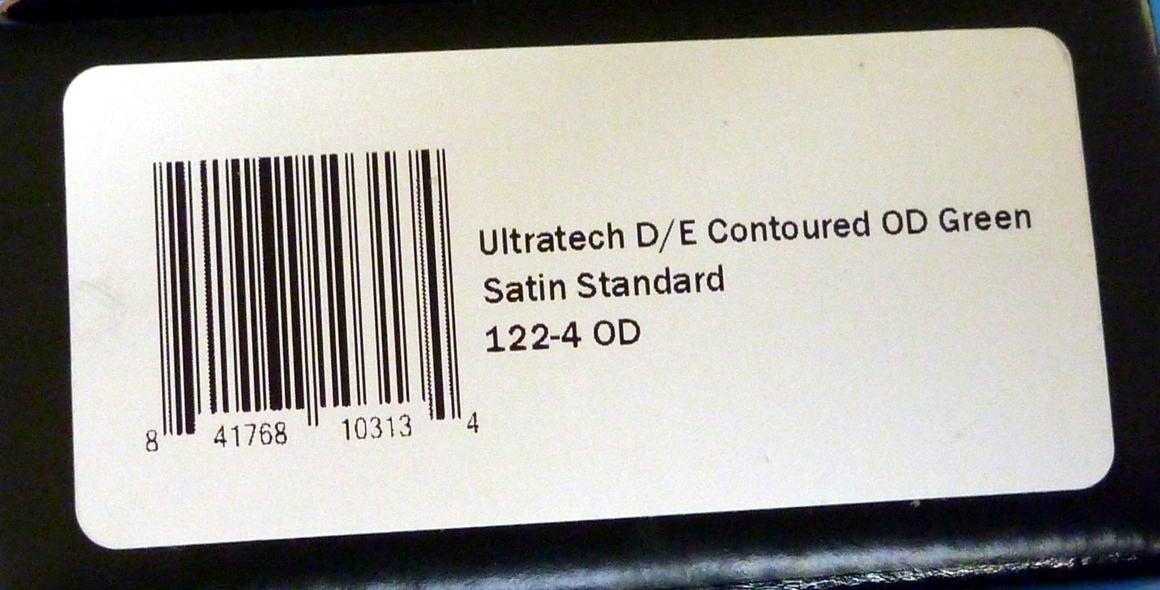 Ultratech D/E Contoured OD Green
Satin Standard
122-4 OD
8 41768 10313 4